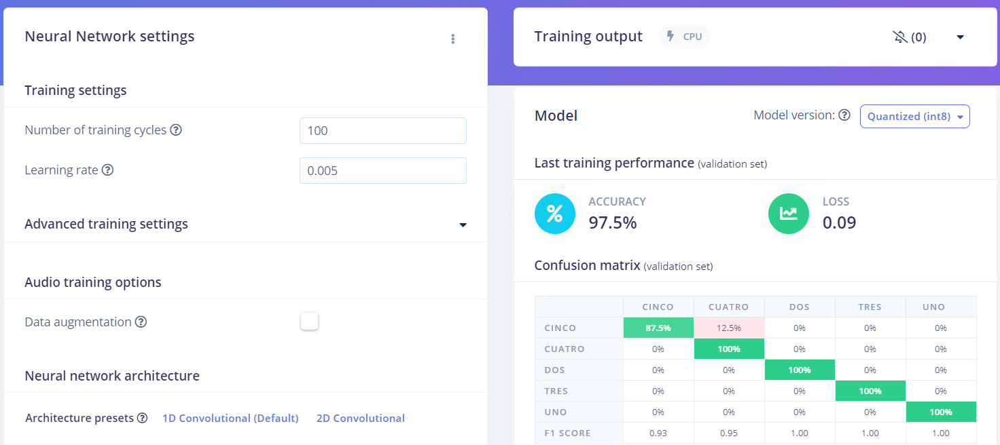 Neural Network settings
Training settings
Number of training cycles ?
100
Learning rate ?
0.005
Advanced training settings
Audio training options
Data augmentation ?
Neural network architecture
Architecture presets ? 1D Convolutional (Default) 2D Convolutional
Training output CPU (0)
Model
Model version: ? Quantized (int8)
Last training performance (validation set)
% ACCURACY
97.5%
LOSS
0.09
Confusion matrix (validation set)
CINCO CUATRO DOS TRES UNO
CINCO 87.5% 12.5% 0% 0% 0%
CUATRO 0% 100% 0% 0% 0%
DOS 0% 0% 100% 0% 0%
TRES 0% 0% 0% 100% 0%
UNO 0% 0% 0% 0% 100%
F1 SCORE 0.93 0.95 1.00 1.00 1.00